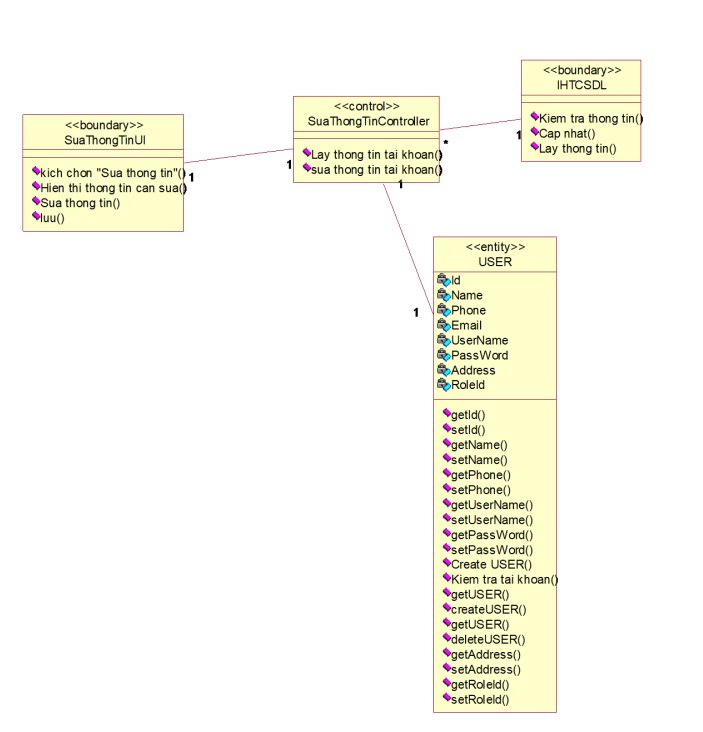 <<boundary>>
SuaThongTinUI
kich chon "Sua thong tin"()
Hien thi thong tin can sua()
Sua thong tin()
luu()
1
1
<<control>>
SuaThongTinController
Lay thong tin tai khoan()
sua thong tin tai khoan()
*
1
1
<<boundary>>
IHTCSDL
Kiem tra thong tin()
Cap nhat()
Lay thong tin()
1
<<entity>>
USER
Id
Name
Phone
Email
UserName
PassWord
Address
RoleId
getId()
setId()
getName()
setName()
getPhone()
setPhone()
getUserName()
setUserName()
getPassWord()
setPassWord()
Create USER()
Kiem tra tai khoan()
getUSER()
createUSER()
getUSER()
deleteUSER()
getAddress()
setAddress()
getRoleId()
setRoleId()